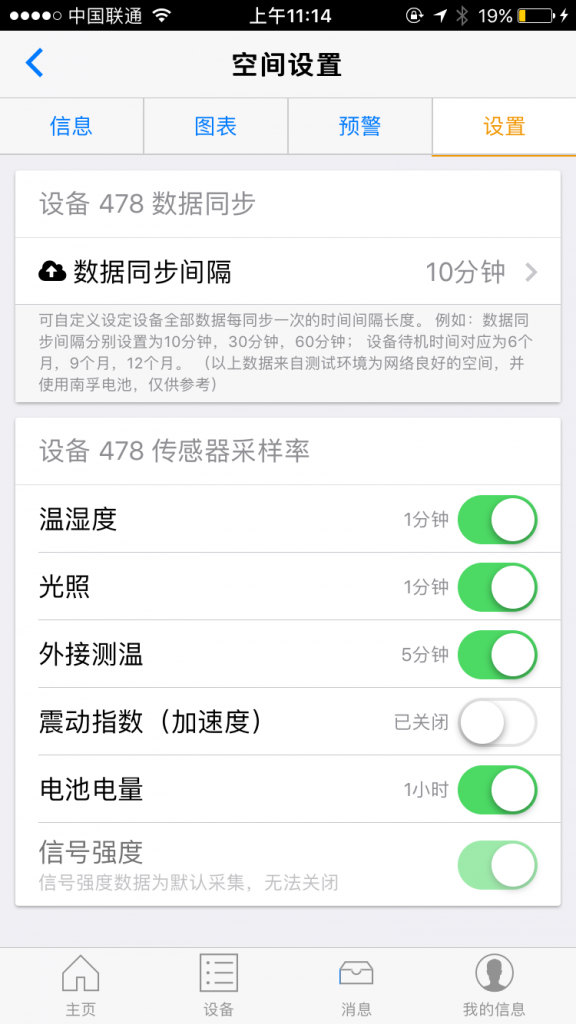 中国联通 上午11:14 19%
空间设置
信息 图表 预警 设置
设备 478 数据同步
数据同步间隔 10分钟
可自定义设定设备全部数据每同步一次的时间间隔长度。 例如：数据同
步间隔分别设置为10分钟，30分钟，60分钟； 设备待机时间对应为6个
月，9个月，12个月。 （以上数据来自测试环境为网络良好的空间，并
使用南孚电池，仅供参考）
设备 478 传感器采样率
温湿度 1分钟
光照 1分钟
外接测温 5分钟
震动指数（加速度） 已关闭
电池电量 1小时
信号强度
信号强度数据为默认采集，无法关闭
主页 设备 消息 我的信息